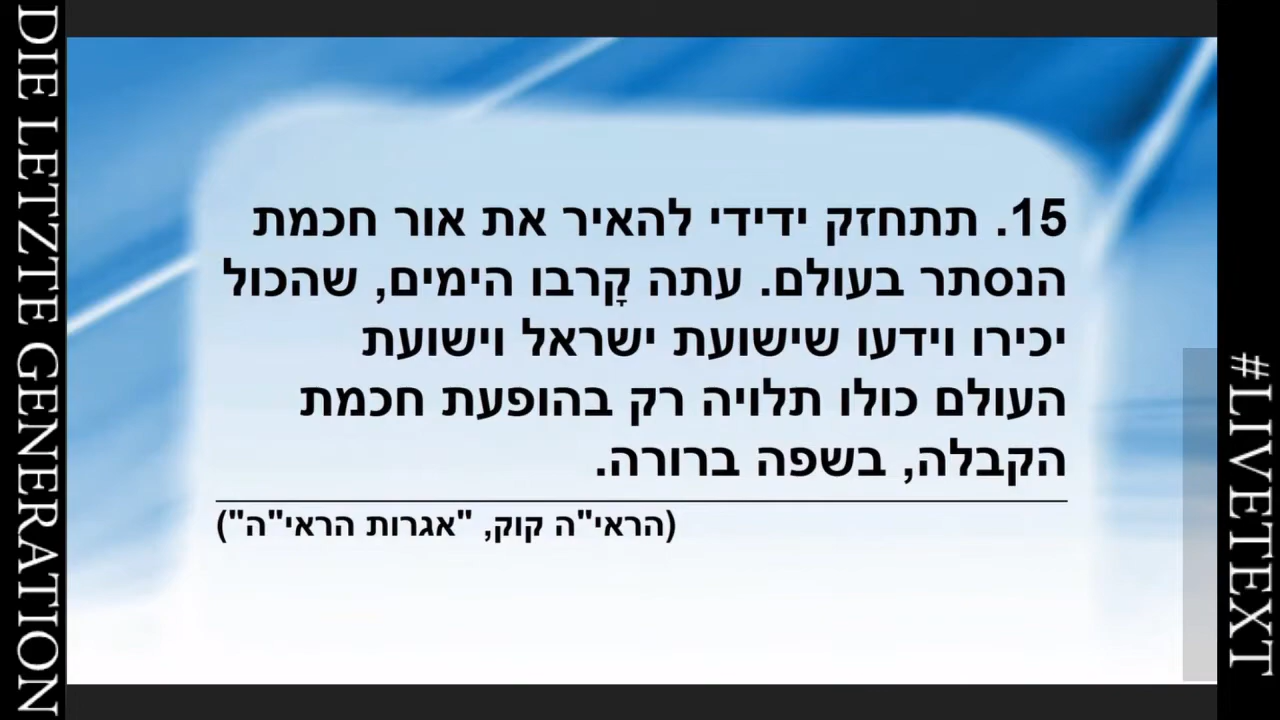 DIE LETZTE GENERATION
15. תתחזק ידידי להאיר את אור חכמת
הנסתר בעולם. עתה קָרבו הימים, שהכול
יכירו וידעו שישועת ישראל וישועת
העולם כולו תלויה רק בהופעת חכמת
הקבלה, בשפה ברורה.
(הראי"ה קוק, "אגרות הראי"ה")
#LIVETEXT